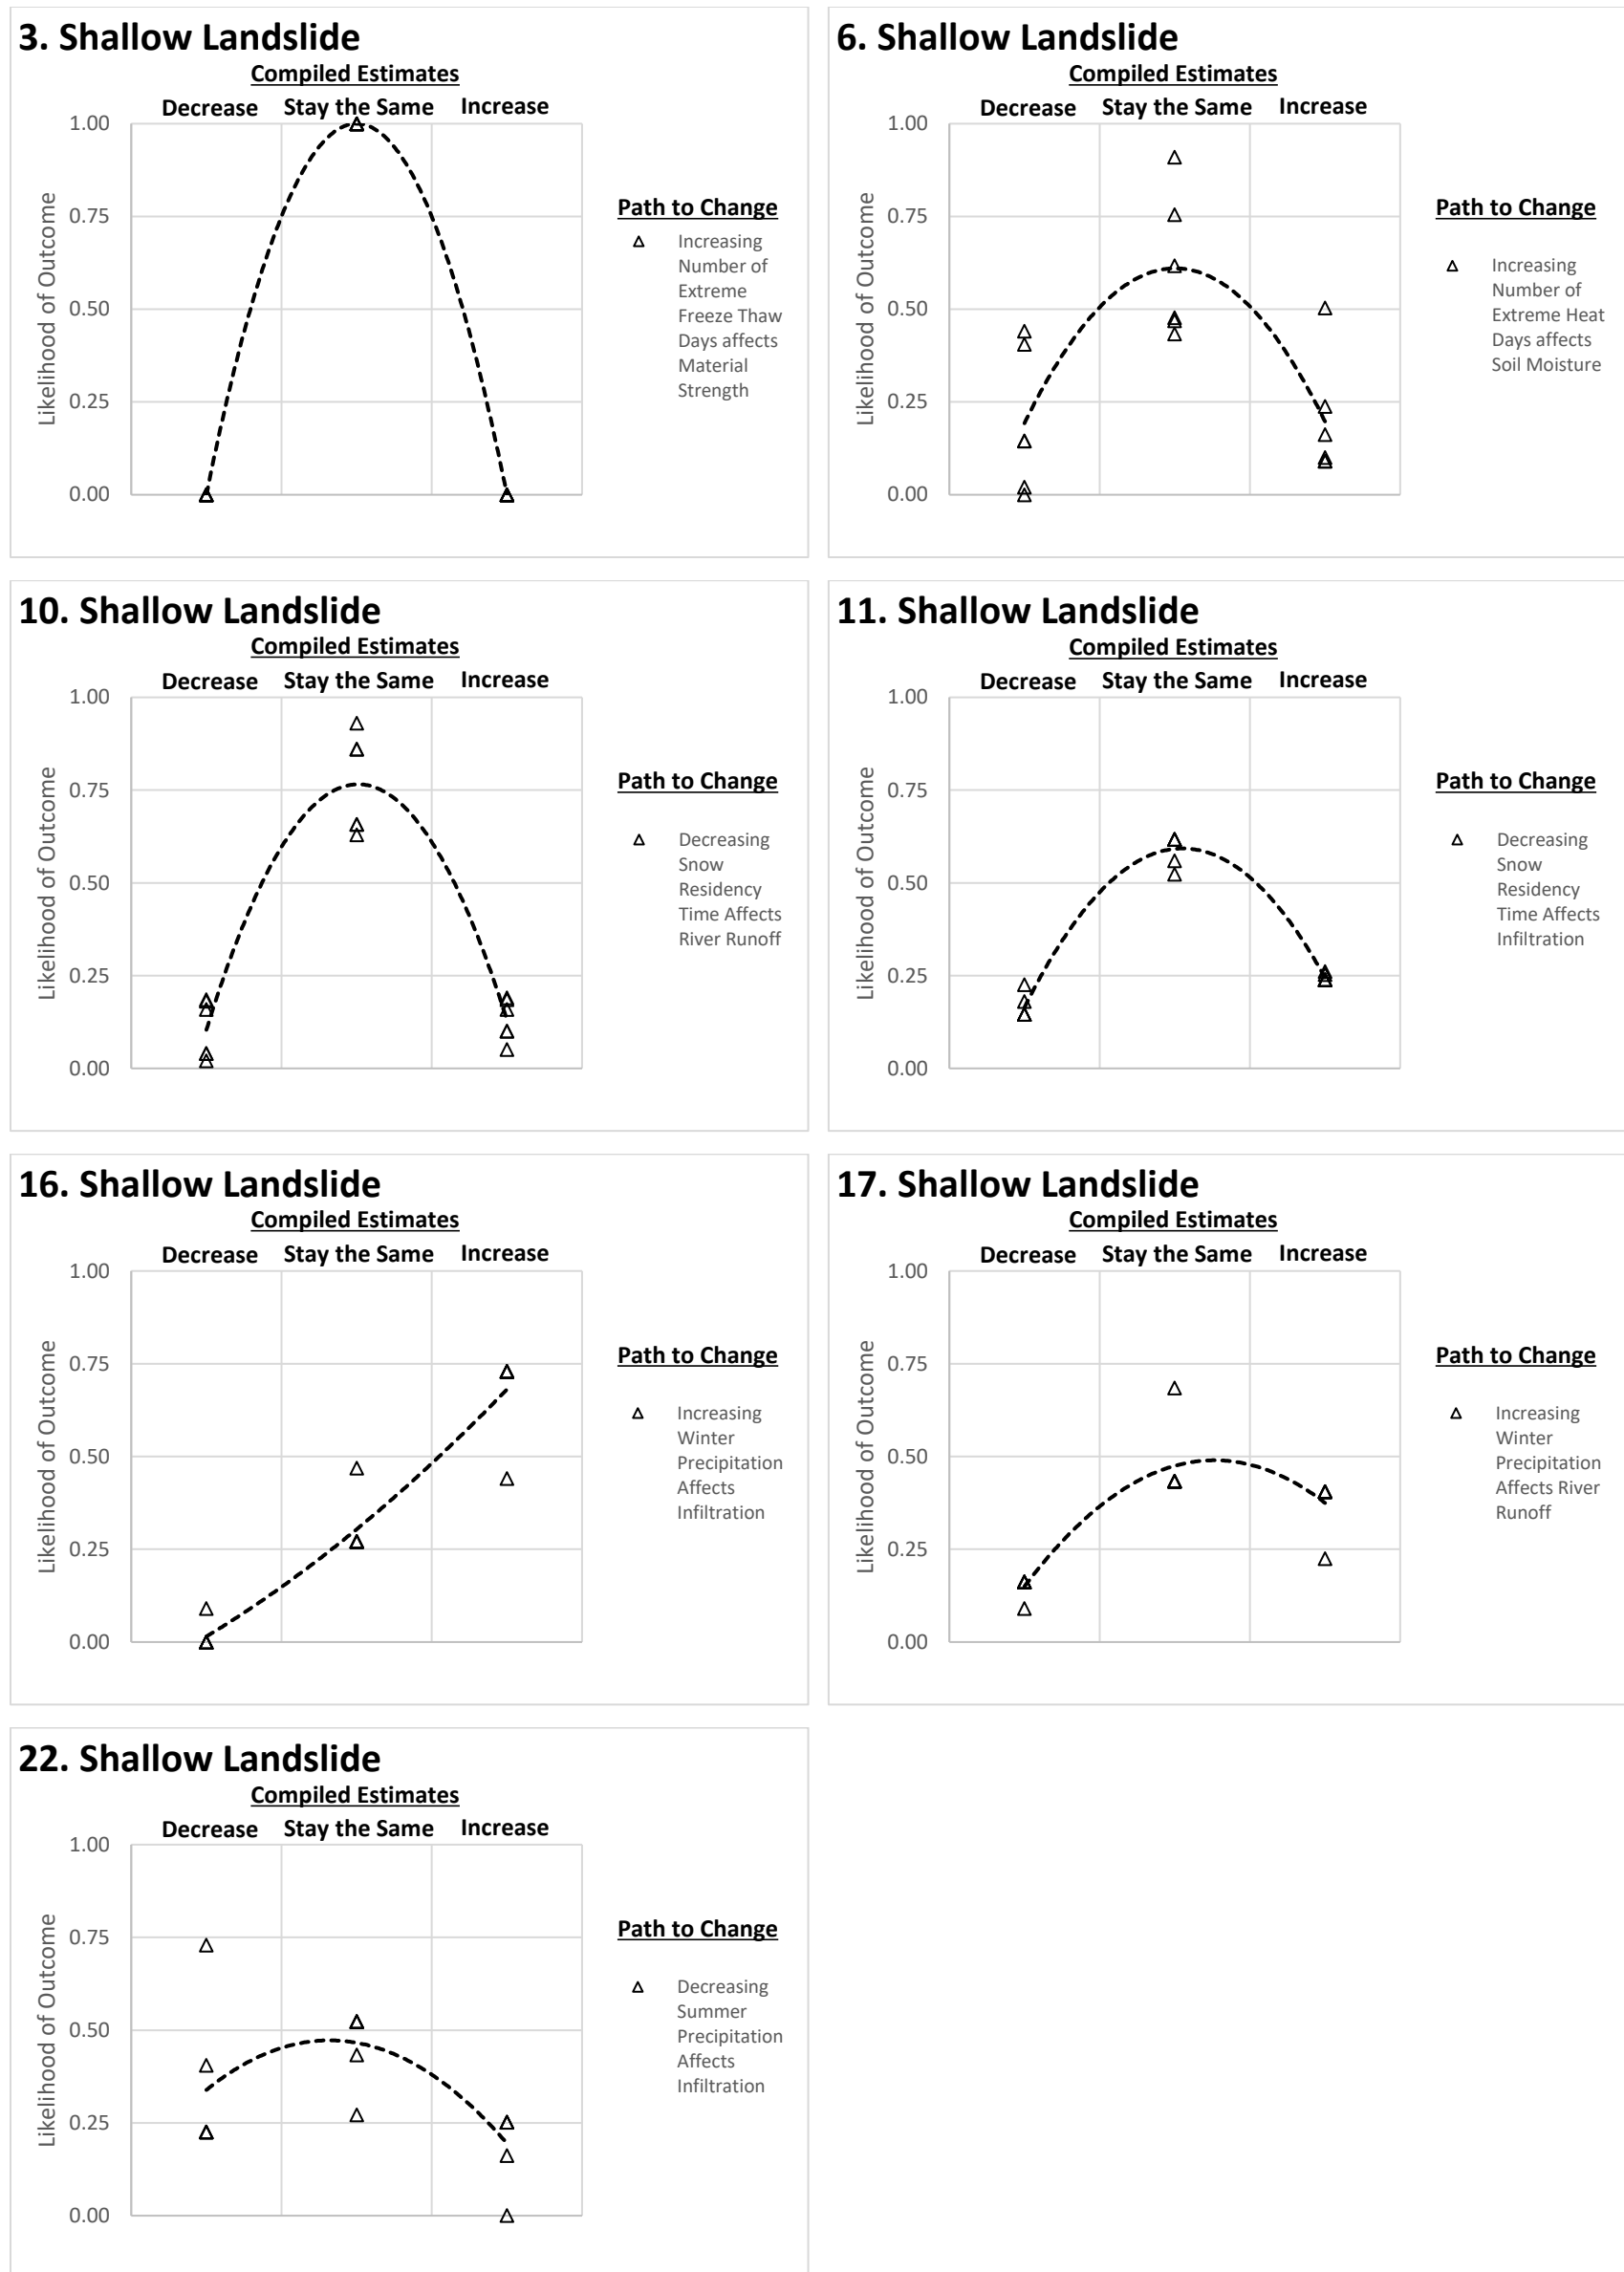 3. Shallow Landslide
Compiled Estimates
Decrease Stay the Same Increase
1.00
0.75
0.50
0.25
0.00
Likelihood of Outcome
Path to Change
Increasing
Number of
Extreme
Freeze Thaw
Days affects
Material
Strength
6. Shallow Landslide
Compiled Estimates
Decrease Stay the Same Increase
1.00
0.75
0.50
0.25
0.00
Likelihood of Outcome
Path to Change
Increasing
Number of
Extreme Heat
Days affects
Soil Moisture
10. Shallow Landslide
Compiled Estimates
Decrease Stay the Same Increase
1.00
0.75
0.50
0.25
0.00
Likelihood of Outcome
Path to Change
Decreasing
Snow
Residency
Time Affects
River Runoff
11. Shallow Landslide
Compiled Estimates
Decrease Stay the Same Increase
1.00
0.75
0.50
0.25
0.00
Likelihood of Outcome
Path to Change
Decreasing
Snow
Residency
Time Affects
Infiltration
16. Shallow Landslide
Compiled Estimates
Decrease Stay the Same Increase
1.00
0.75
0.50
0.25
0.00
Likelihood of Outcome
Path to Change
Increasing
Winter
Precipitation
Affects
Infiltration
17. Shallow Landslide
Compiled Estimates
Decrease Stay the Same Increase
1.00
0.75
0.50
0.25
0.00
Likelihood of Outcome
Path to Change
Increasing
Winter
Precipitation
Affects River
Runoff
22. Shallow Landslide
Compiled Estimates
Decrease Stay the Same Increase
1.00
0.75
0.50
0.25
0.00
Likelihood of Outcome
Path to Change
Decreasing
Summer
Precipitation
Affects
Infiltration